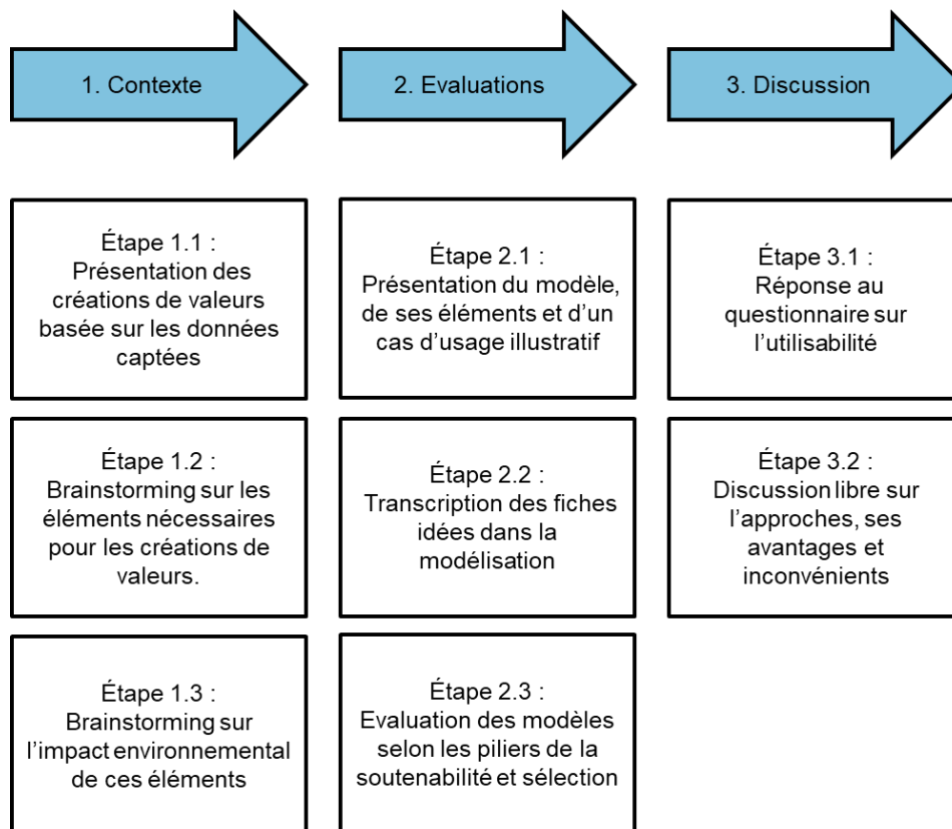 1. Contexte
2. Evaluations
3. Discussion
Étape 1.1 :
Présentation des
créations de valeurs
basée sur les données
captées
Étape 2.1 :
Présentation du modèle,
de ses éléments et d’un
cas d’usage illustratif
Étape 3.1 :
Réponse au
questionnaire sur
l’utilisabilité
Étape 1.2 :
Brainstorming sur les
éléments nécessaires
pour les créations de
valeurs.
Étape 2.2 :
Transcription des fiches
idées dans la
modélisation
Étape 3.2 :
Discussion libre sur
l’approches, ses
avantages et
inconvénients
Étape 1.3 :
Brainstorming sur
l’impact environnemental
de ces éléments
Étape 2.3 :
Evaluation des modèles
selon les piliers de la
soutenabilité et sélection